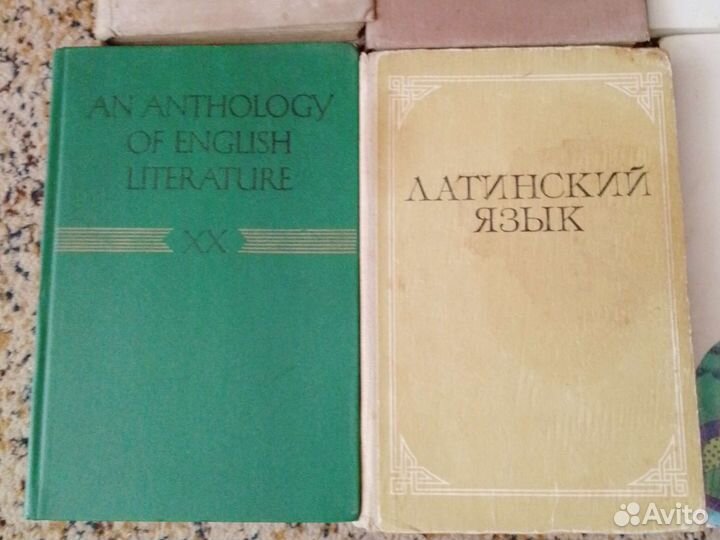 AN ANTHOLOGY
OF ENGLISH
LITERATURE
XX
ЛАТИНСКИЙ
ЯЗЫК
Avito